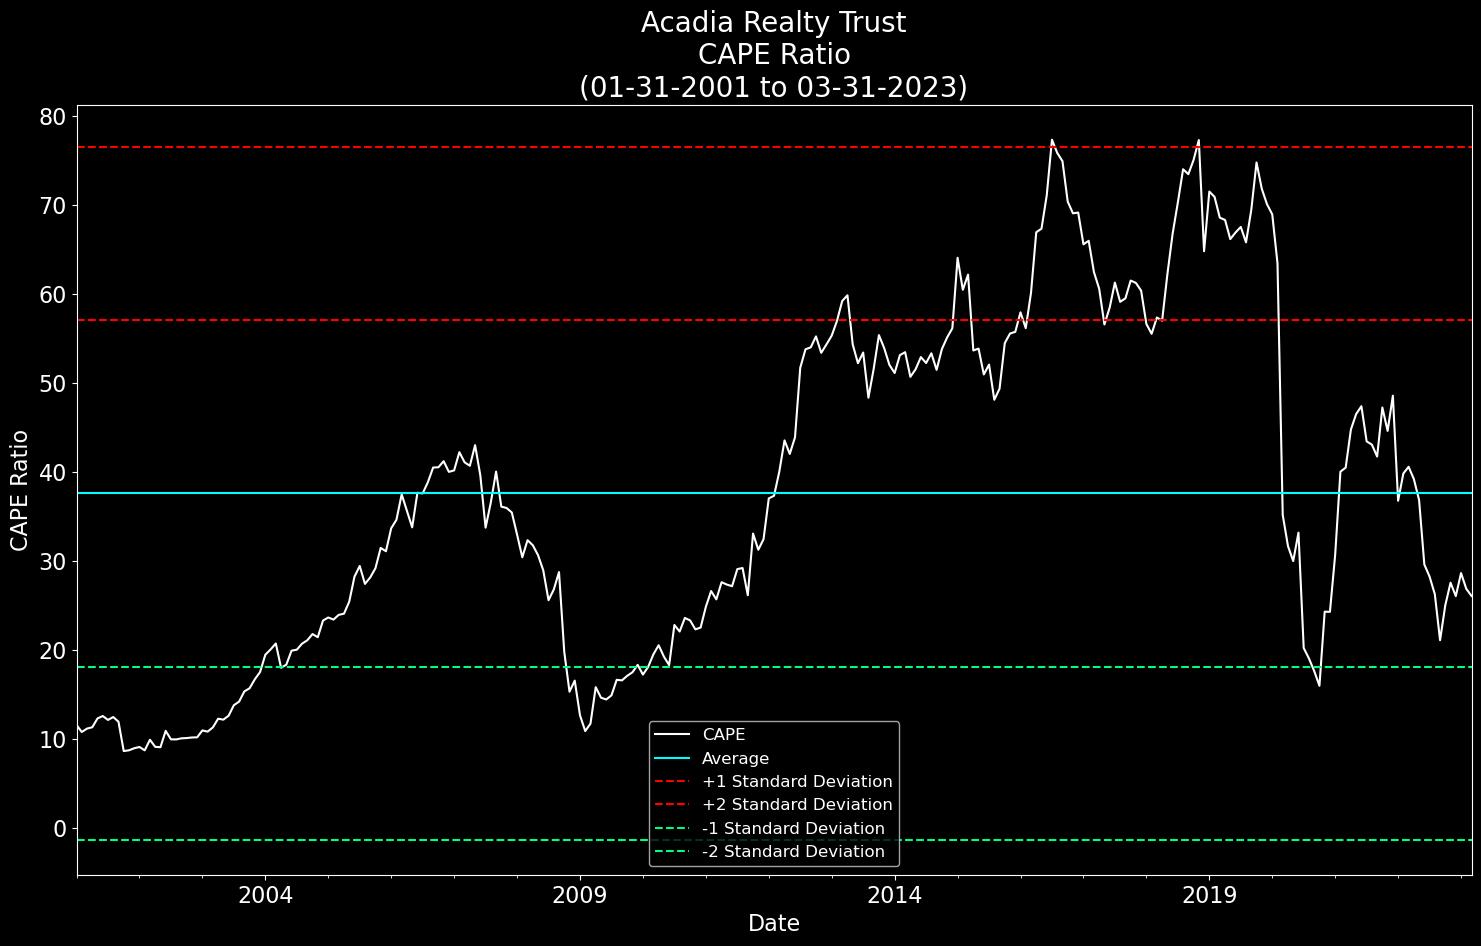 Acadia Realty Trust
CAPE Ratio
(01-31-2001 to 03-31-2023)
80
70
60
50
40
30
20
10
0
CAPE Ratio
CAPE
Average
+1 Standard Deviation
+2 Standard Deviation
-1 Standard Deviation
-2 Standard Deviation
2004
2009
2014
2019
Date